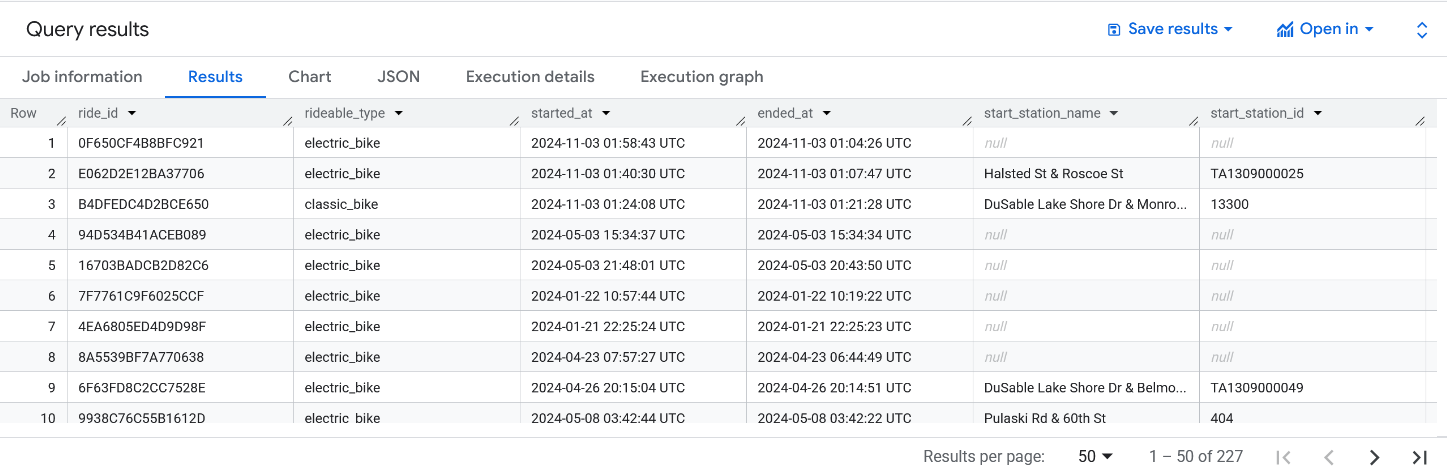 Query results Save results Open in
Job information Results Chart JSON Execution details Execution graph
Row ride_id rideable_type started_at ended_at start_station_name start_station_id
1 0F650CF4B8BFC921 electric_bike 2024-11-03 01:58:43 UTC 2024-11-03 01:04:26 UTC null null
2 E062D2E12BA37706 electric_bike 2024-11-03 01:40:30 UTC 2024-11-03 01:07:47 UTC Halsted St & Roscoe St TA1309000025
3 B4DFEDC4D2BCE650 classic_bike 2024-11-03 01:24:08 UTC 2024-11-03 01:21:28 UTC DuSable Lake Shore Dr & Monro... 13300
4 94D534B41ACEB089 electric_bike 2024-05-03 15:34:37 UTC 2024-05-03 15:34:34 UTC null null
5 16703BADCB2D82C6 electric_bike 2024-05-03 21:48:01 UTC 2024-05-03 20:43:50 UTC null null
6 7F7761C9F6025CCF electric_bike 2024-01-22 10:57:44 UTC 2024-01-22 10:19:22 UTC null null
7 4EA6805ED4D9D98F electric_bike 2024-01-21 22:25:24 UTC 2024-01-21 22:25:23 UTC null null
8 8A5539BF7A770638 electric_bike 2024-04-23 07:57:27 UTC 2024-04-23 06:44:49 UTC null null
9 6F63FD8C2CC7528E electric_bike 2024-04-26 20:15:04 UTC 2024-04-26 20:14:51 UTC DuSable Lake Shore Dr & Belmo... TA1309000049
10 9938C76C55B1612D electric_bike 2024-05-08 03:42:44 UTC 2024-05-08 03:42:22 UTC Pulaski Rd & 60th St 404
Results per page: 50 1 – 50 of 227